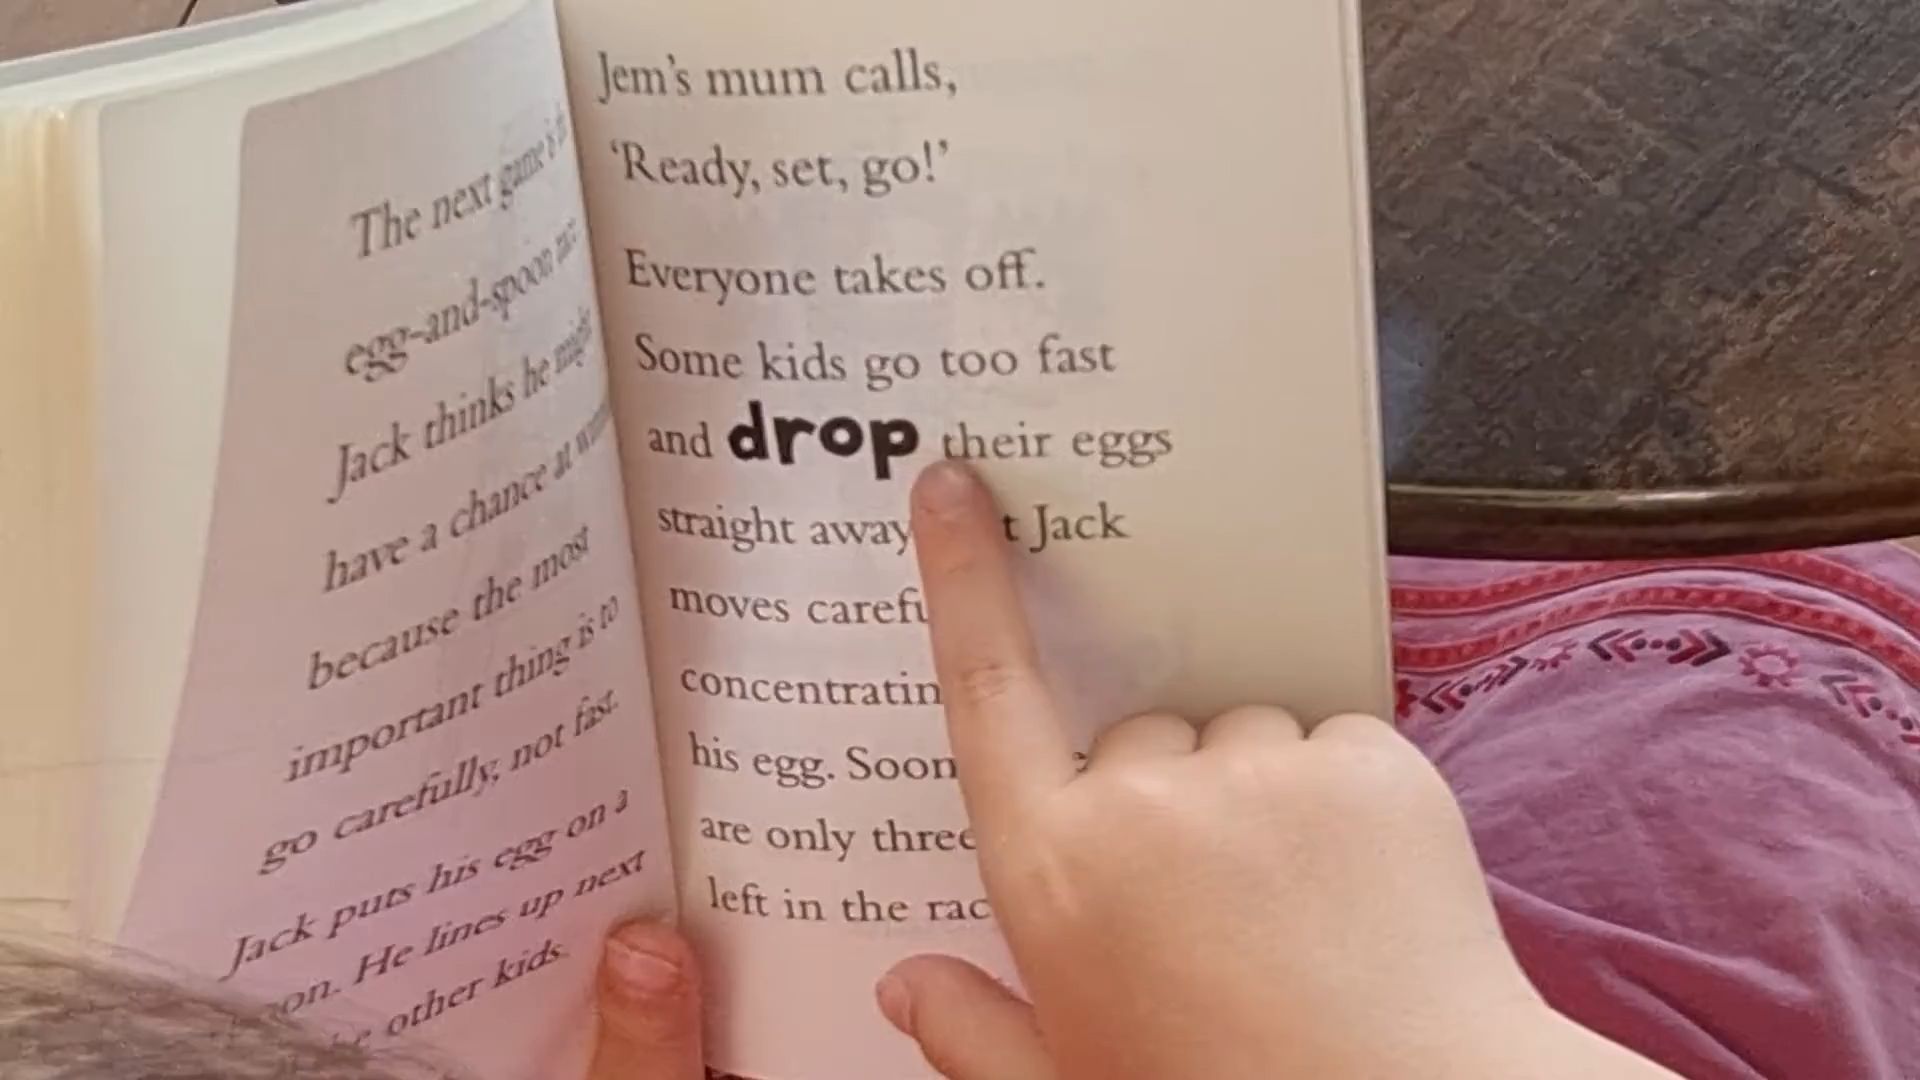 The next game is
egg-and-spoon
Jack thinks he might
have a chance at
because the most
important thing is to
go carefully, not fast.
Jack puts his egg on a
He lines up next
other kids.
Jem's mum calls,
‘Ready, set, go!’
Everyone takes off.
Some kids go too fast
and drop their eggs
straight away
Jack
moves
his egg. Soon
are only three
left in the